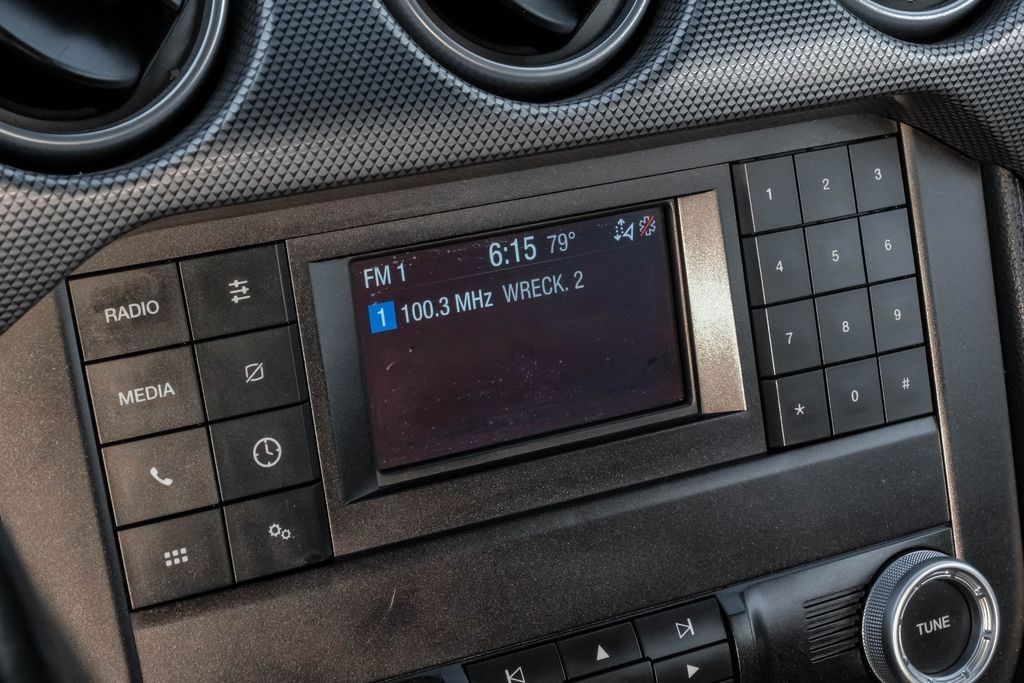 6:15 79°
FM 1
1 100.3 MHz WRECK. 2
RADIO
MEDIA
1 2 3
4 5 6
7 8 9
* 0 #
TUNE